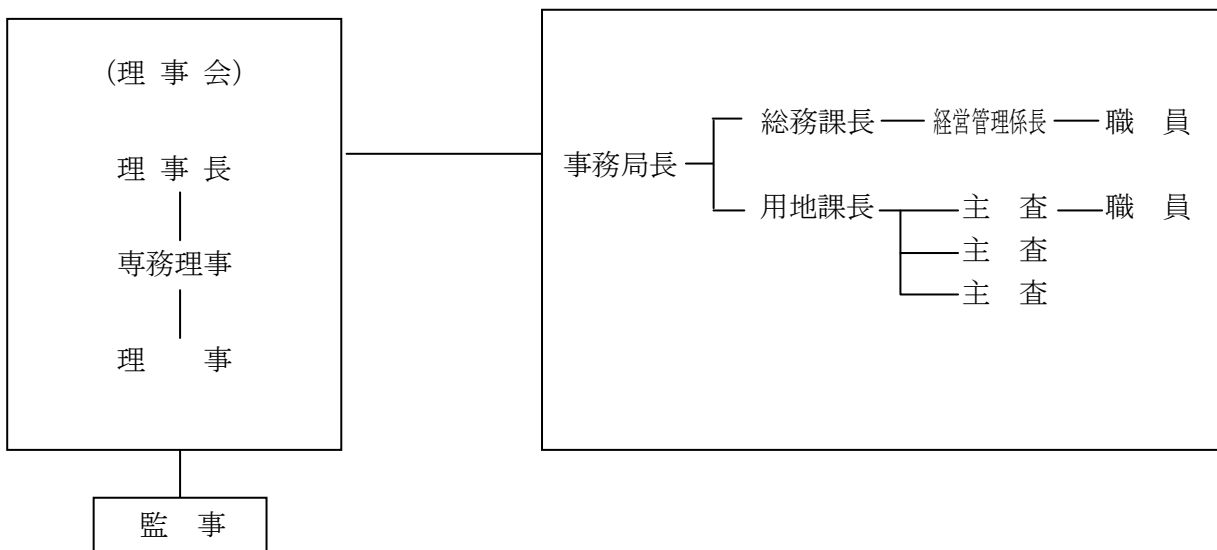 (理 事 会)
理 事 長
専務理事
理　　事
監　事
事務局長
総務課長 経営管理係長 職　員
用地課長 主　査 職　員
主　査
主　査